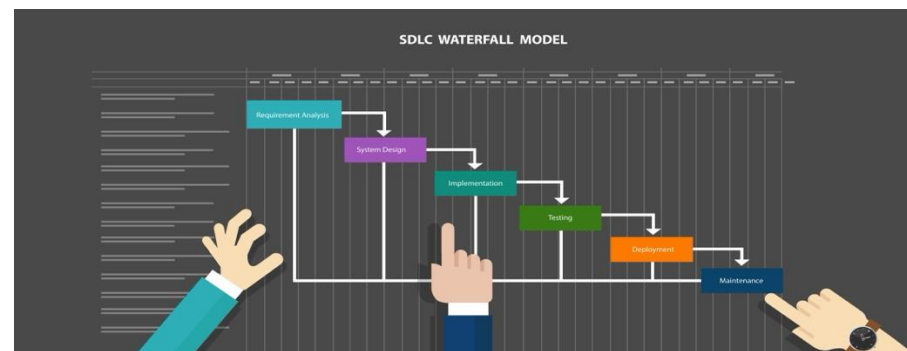 SDLC WATERFALL MODEL
Requirement Analysis
System Design
Implementation
Testing
Deployment
Maintenance